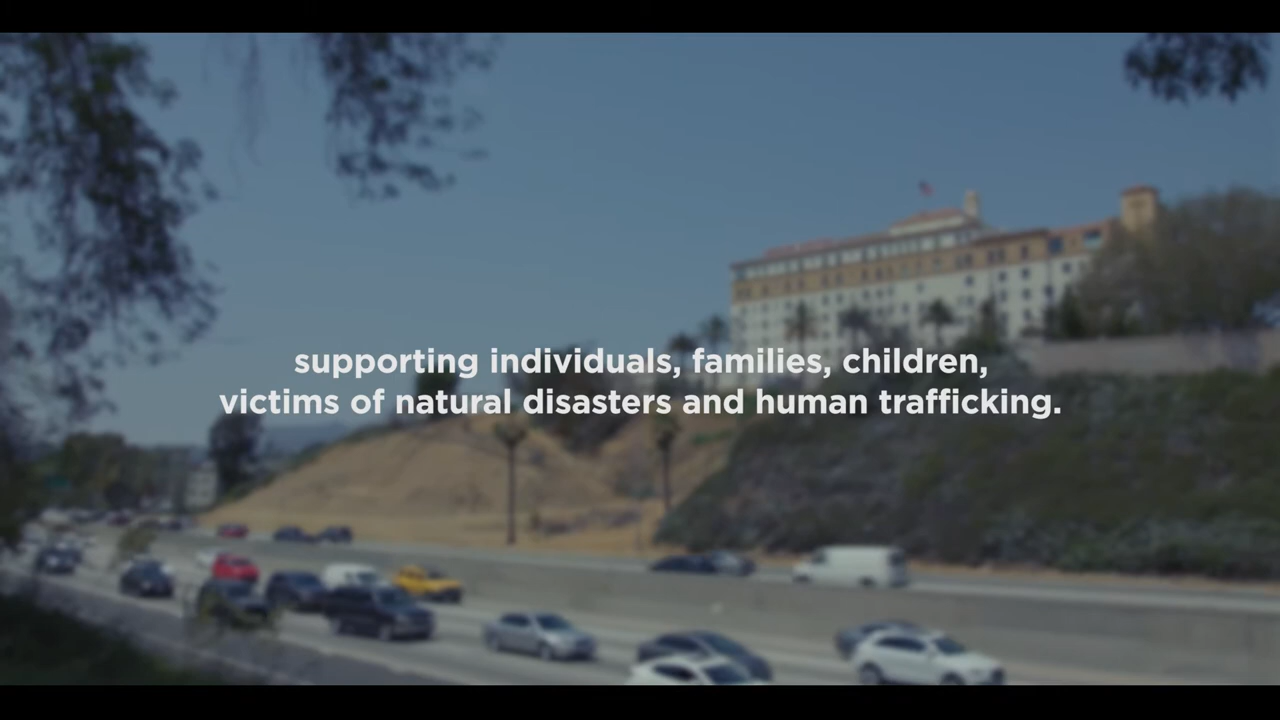 supporting individuals, families, children,
victims of natural disasters and human trafficking.